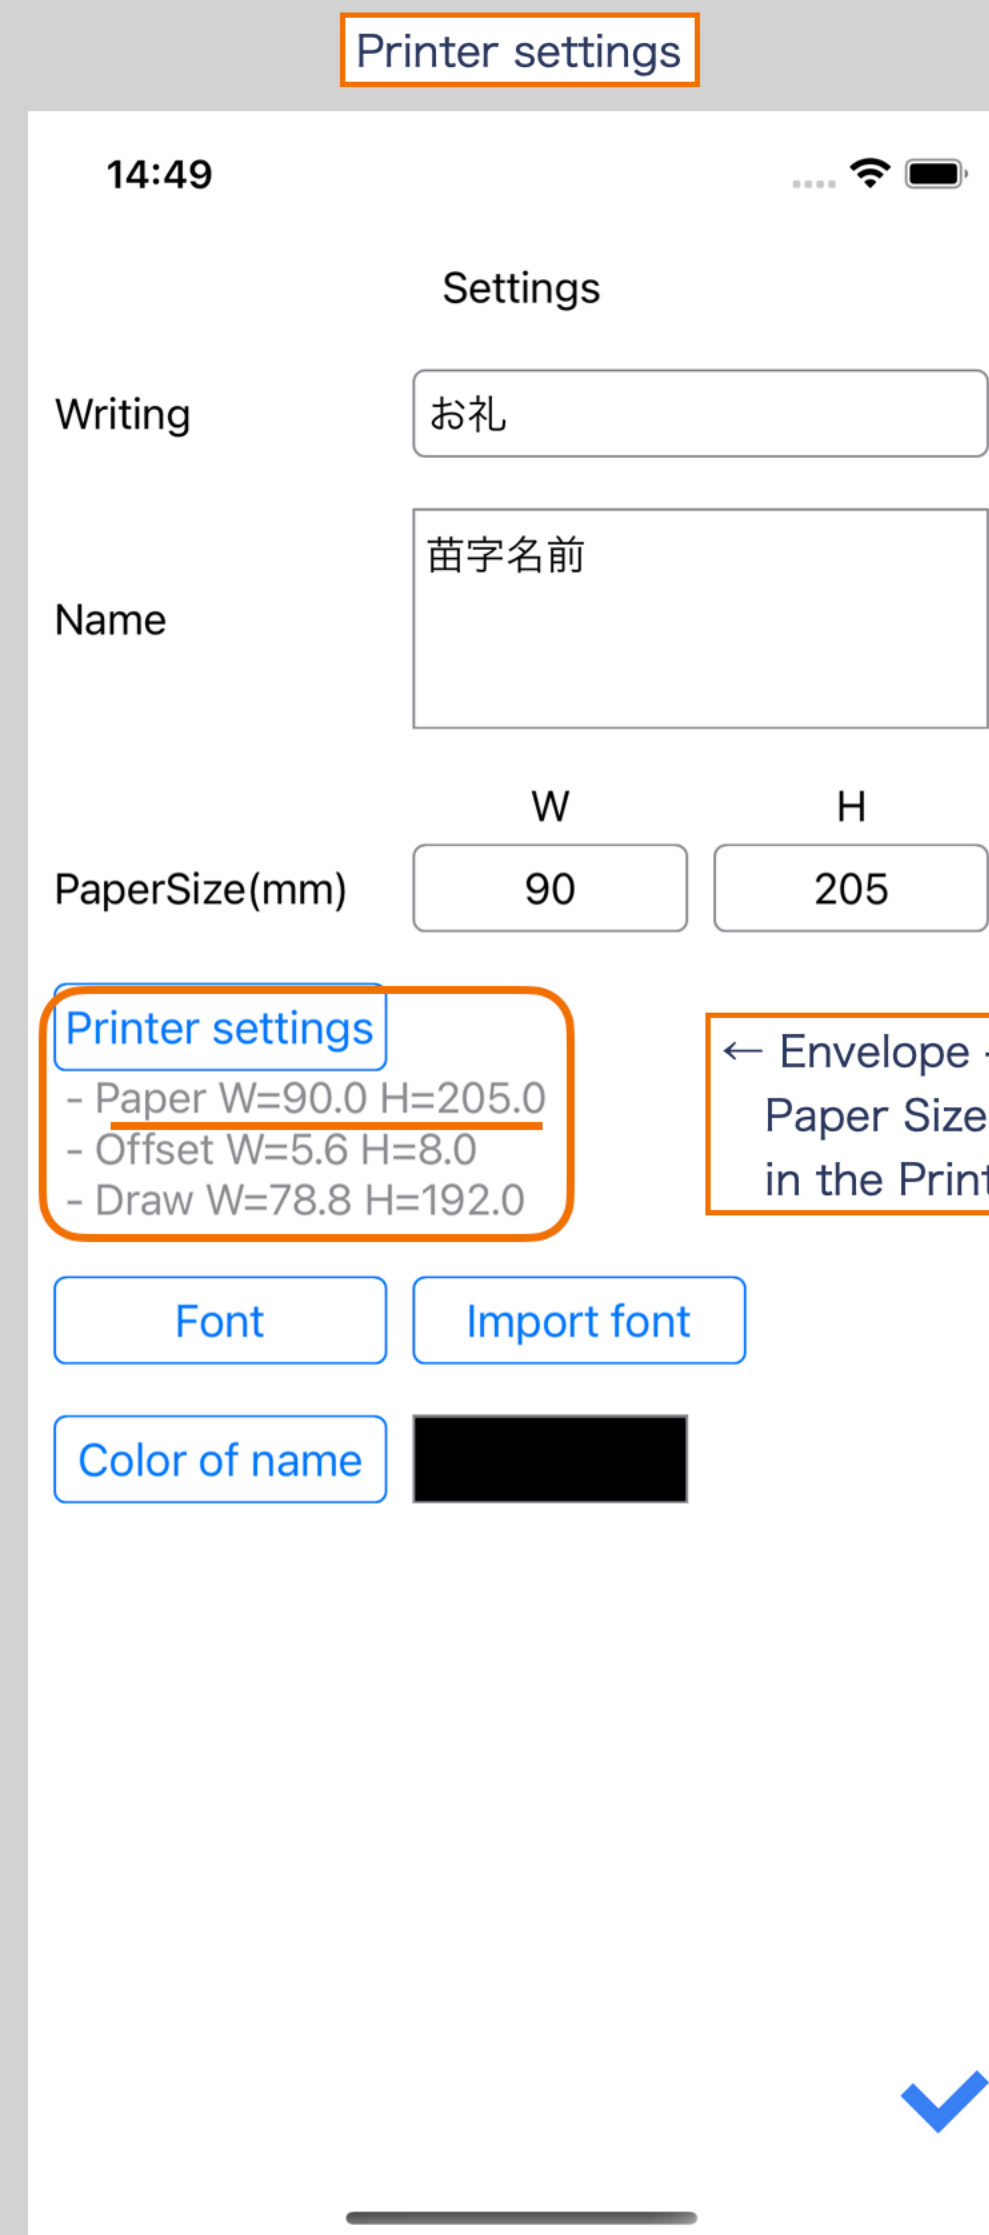 Printer settings
14:49
Settings
Writing
お礼
Name
苗字名前
W H
PaperSize(mm) 90 205
Printer settings
- Paper W=90.0 H=205.0
- Offset W=5.6 H=8.0
- Draw W=78.8 H=192.0
← Envelope
Paper Size
in the
Font Import font
Color of name